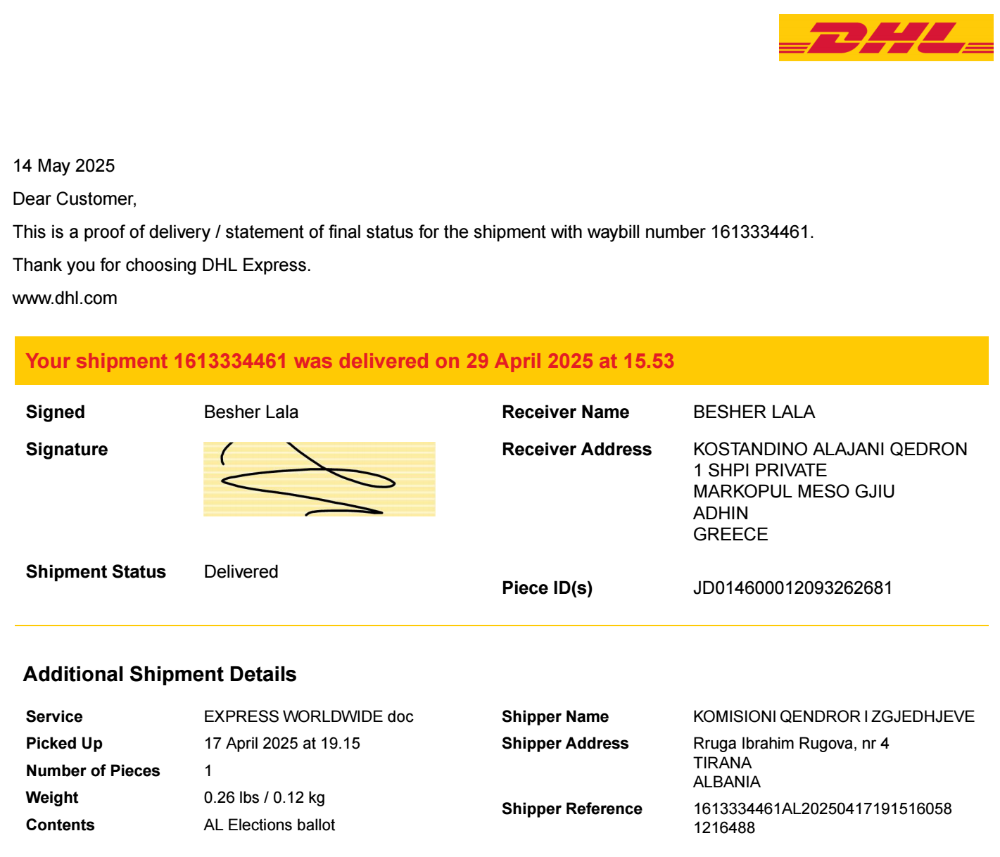 DHL
14 May 2025
Dear Customer,
This is a proof of delivery / statement of final status for the shipment with waybill number 1613334461.
Thank you for choosing DHL Express.
www.dhl.com
Your shipment 1613334461 was delivered on 29 April 2025 at 15.53
Signed Besher Lala
Signature
Shipment Status Delivered
Receiver Name BESHER LALA
Receiver Address KOSTANDINO ALAJANI QEDRON
1 SHPI PRIVATE
MARKOPUL MESO GJIU
ADHIN
GREECE
Piece ID(s) JD014600012093262681
Additional Shipment Details
Service EXPRESS WORLDWIDE doc
Picked Up 17 April 2025 at 19.15
Number of Pieces 1
Weight 0.26 lbs / 0.12 kg
Contents AL Elections ballot
Shipper Name KOMISIONI QENDROR I ZGJEDHJEVE
Shipper Address Rruga Ibrahim Rugova, nr 4
TIRANA
ALBANIA
Shipper Reference 1613334461AL20250417191516058
1216488